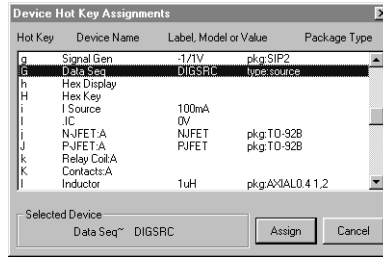 Device Hot Key Assignments
Hot Key Device Name Label, Model or Value Package Type
g Signal Gen -1/1V pkg:SIP2
G Data Seq DIGSRC type:source
h Hex Display
H Hex Key
i I Source 100mA
I .IC 0V
j N-JFET:A NJFET pkg:TO-92B
J P-JFET:A PJFET pkg:TO-92B
k Relay Coil:A
K Contacts:A
l Inductor 1uH pkg:AXIAL0.4 1,2
Selected Device
Data Seq~ DIGSRC
Assign Cancel